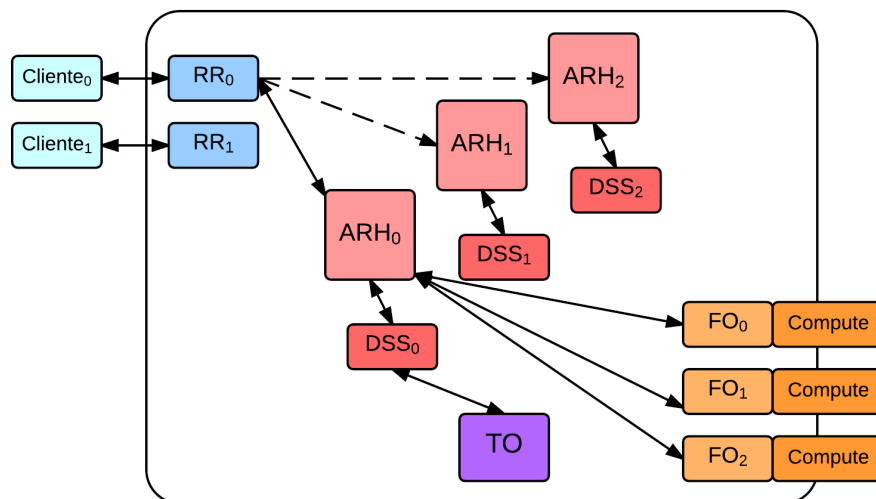 Cliente₀
RR₀
ARH₂
Cliente₁
RR₁
ARH₁
DSS₂
ARH₀
DSS₁
FO₀ Compute
DSS₀
FO₁ Compute
TO
FO₂ Compute